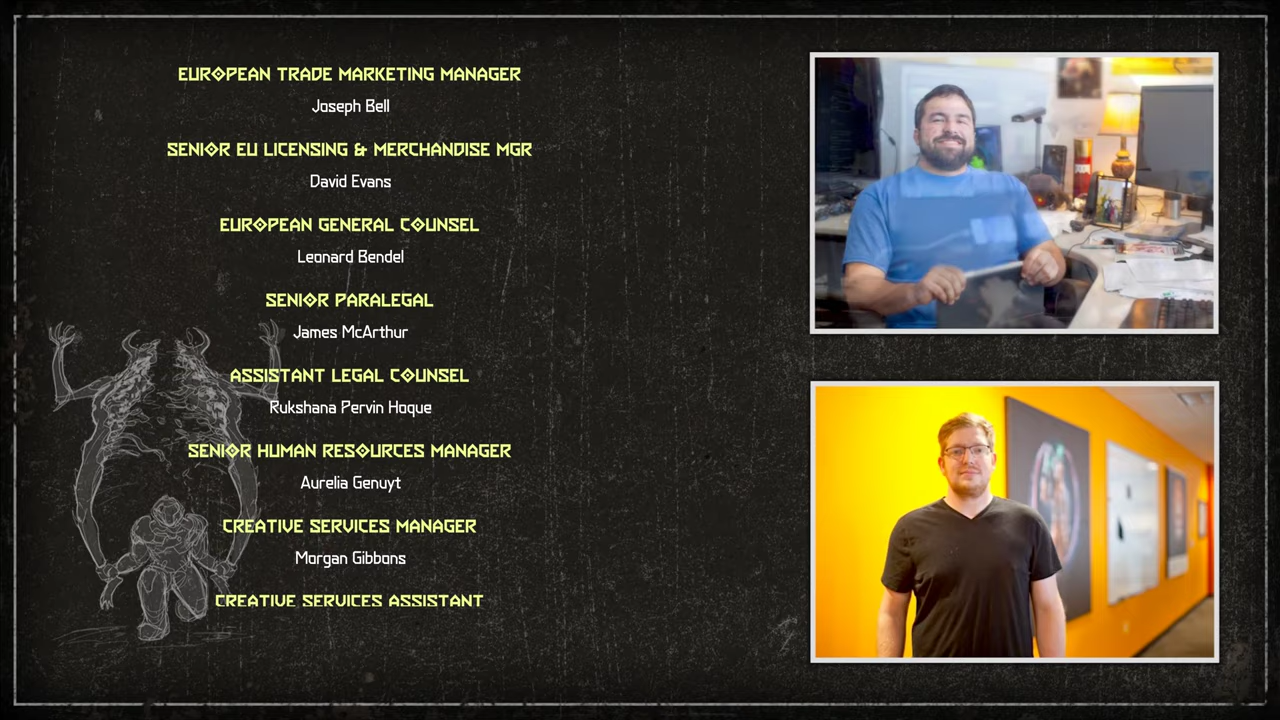 EUROPEAN TRADE MARKETING MANAGER
Joseph Bell
SENIOR EU LICENSING & MERCHANDISE MGR
David Evans
EUROPEAN GENERAL COUNSEL
Leonard Bendel
SENIOR PARALEGAL
James McArthur
ASSISTANT LEGAL COUNSEL
Rukshana Pervin Hoque
SENIOR HUMAN RESOURCES MANAGER
Aurelia Genuyt
CREATIVE SERVICES MANAGER
Morgan Gibbons
CREATIVE SERVICES ASSISTANT